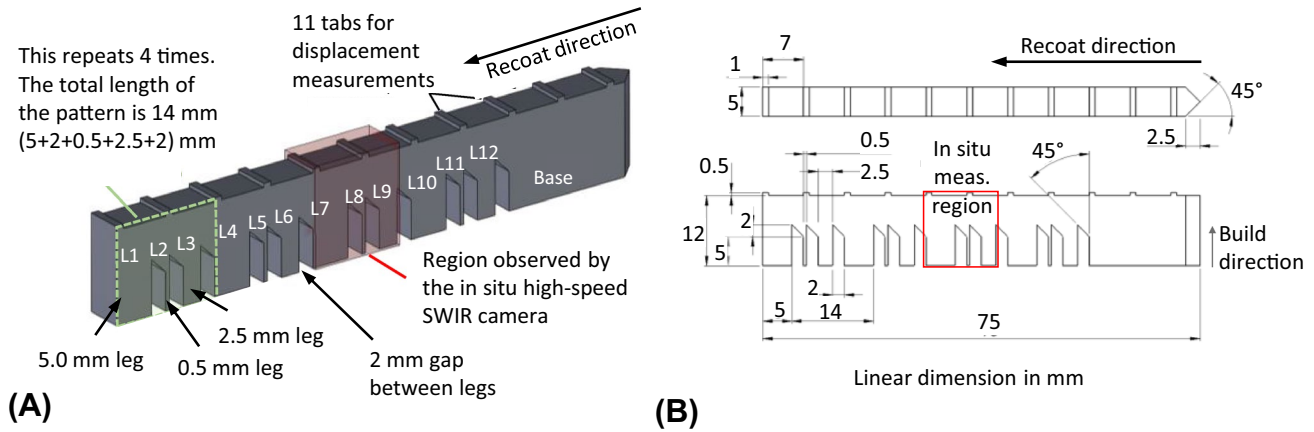 This repeats 4 times.
The total length of
the pattern is 14 mm
(5+2+0.5+2.5+2) mm
11 tabs for
displacement
measurements
Recoat direction
L1
L2
L3
L4
L5
L6
L7
L8
L9
L10
L11
L12
Base
Region observed by
the in situ high-speed
SWIR camera
5.0 mm leg
0.5 mm leg
2.5 mm leg
2 mm gap
between legs
(A)
7
Recoat direction
1
5
45°
2.5
0.5
0.5
2.5
In situ
meas.
region
45°
12
2
5
Build
direction
2
5
14
75
Linear dimension in mm
(B)